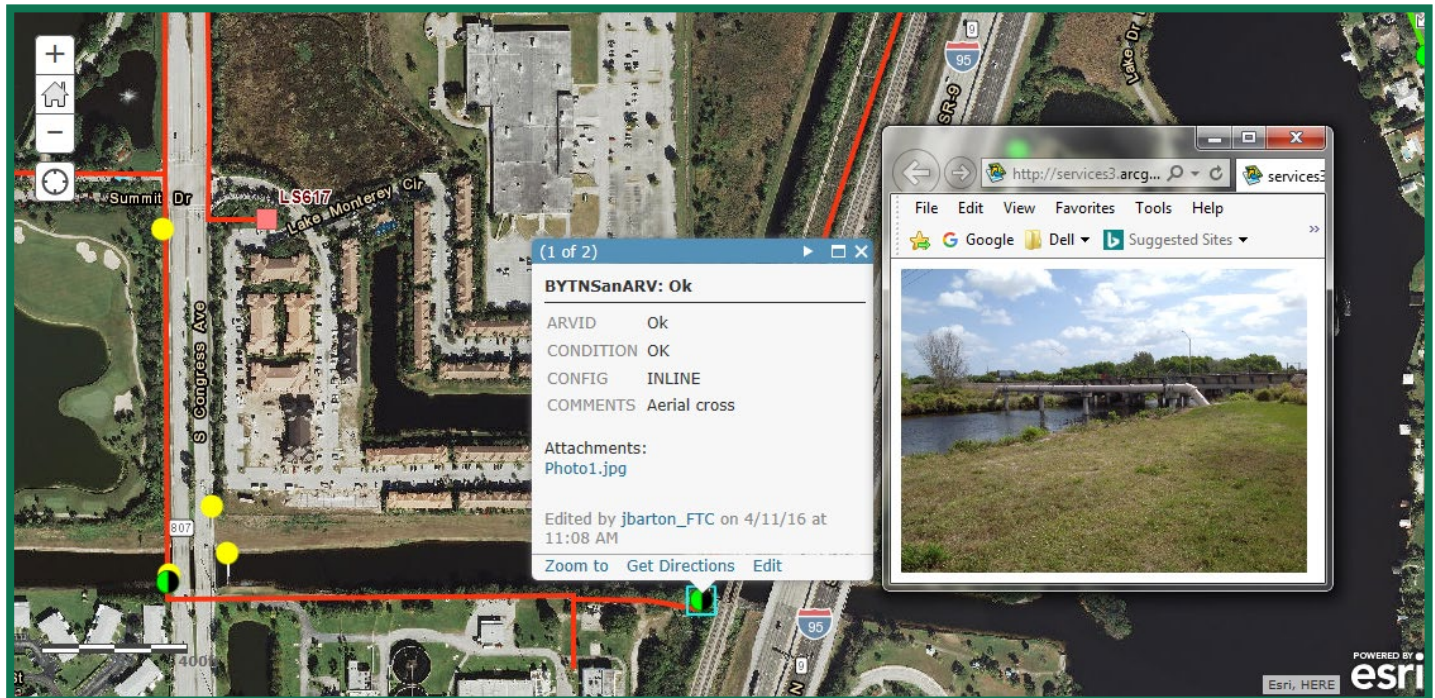 +
−
Summit Dr
LS617
Lake Monterey Cir
S Congress Ave
807
400ft
St
9
95
SR-9
Lake Dr
95
9
N
(1 of 2)
BYTNSanARV: Ok
ARVID Ok
CONDITION OK
CONFIG INLINE
COMMENTS Aerial cross
Attachments:
Photo1.jpg
Edited by jbarton_FTC on 4/11/16 at
11:08 AM
Zoom to Get Directions Edit
http://services3.arcg...
services3
File Edit View Favorites Tools Help
Google Dell Suggested Sites »
Esri, HERE
POWERED BY
esri